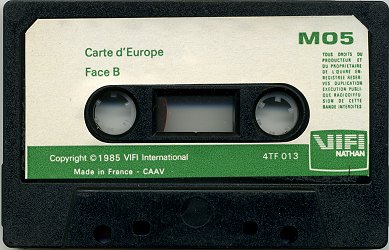 Carte d'Europe
Face B
MO5
TOUS DROITS DU
PRODUCTEUR ET DU
PROPRIETAIRE
DE L'ŒUVRE EN-
REGISTREE RESER-
VES DUPLICATION
EXECUTION PUBLI-
QUE RADIODIFFU-
SION DE CETTE
BANDE INTERDITES
VIFI
NATHAN
Copyright © 1985 VIFI International
4TF 013
Made in France - CAAV